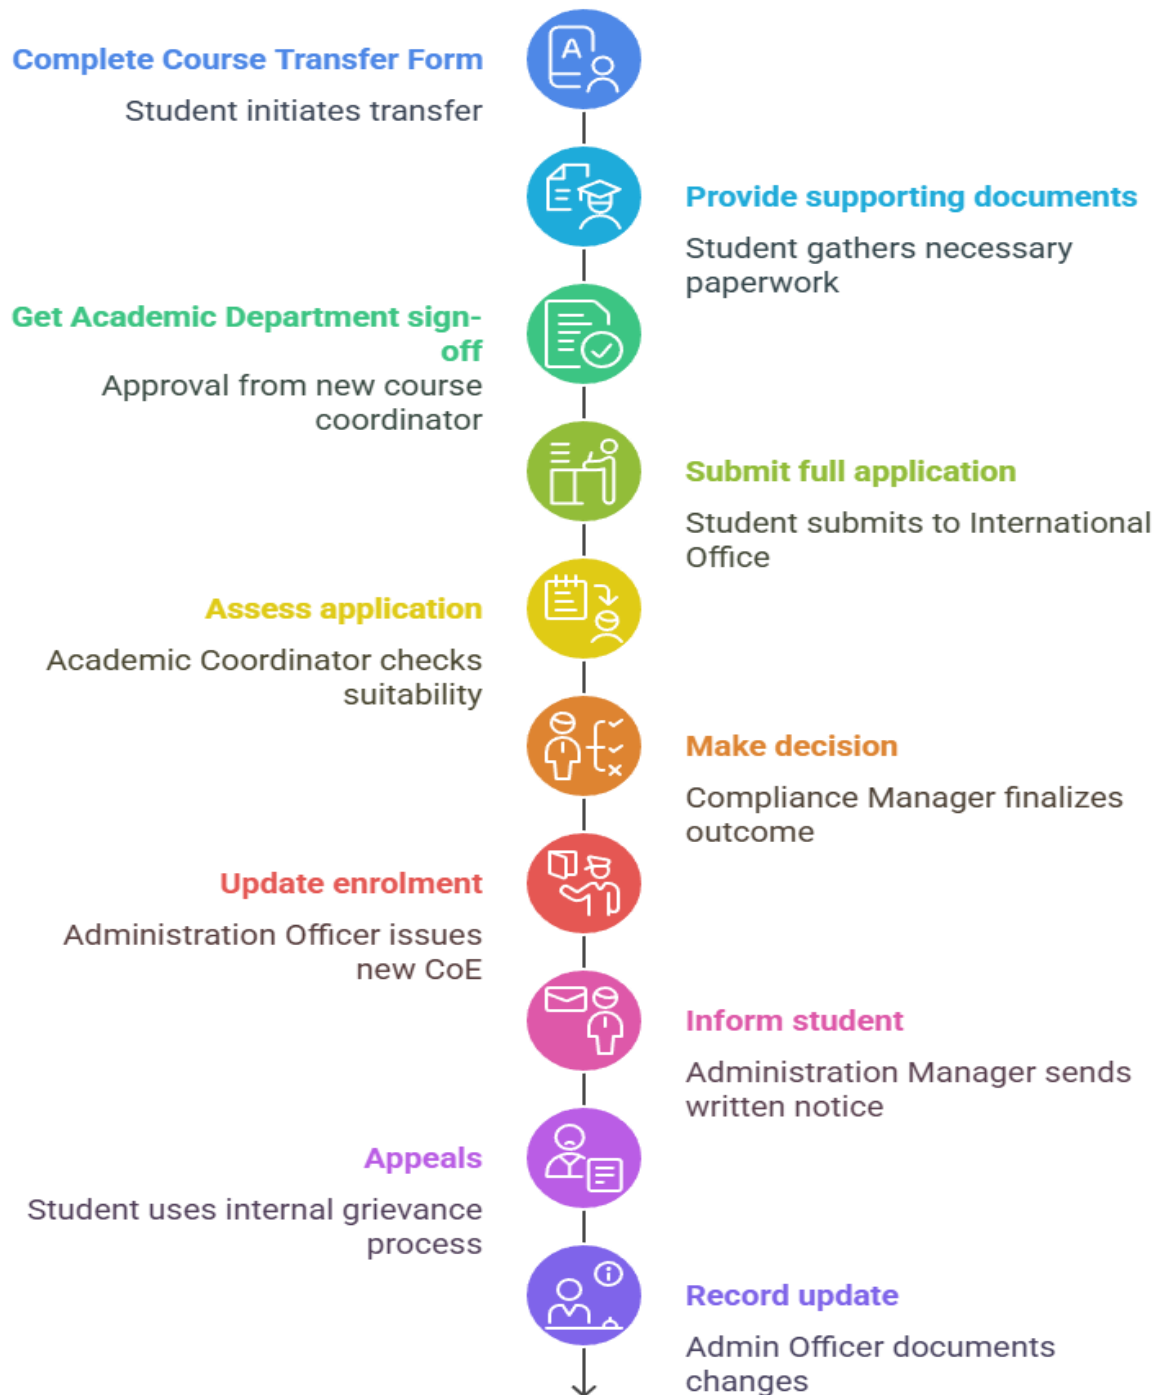 Complete Course Transfer Form
Student initiates transfer
A
Provide supporting documents
Student gathers necessary
paperwork
Get Academic Department sign-
off
Approval from new course
coordinator
Submit full application
Student submits to International
Office
Assess application
Academic Coordinator checks
suitability
Make decision
Compliance Manager finalizes
outcome
Update enrolment
Administration Officer issues
new CoE
Inform student
Administration Manager sends
written notice
Appeals
Student uses internal grievance
process
Record update
Admin Officer documents
changes